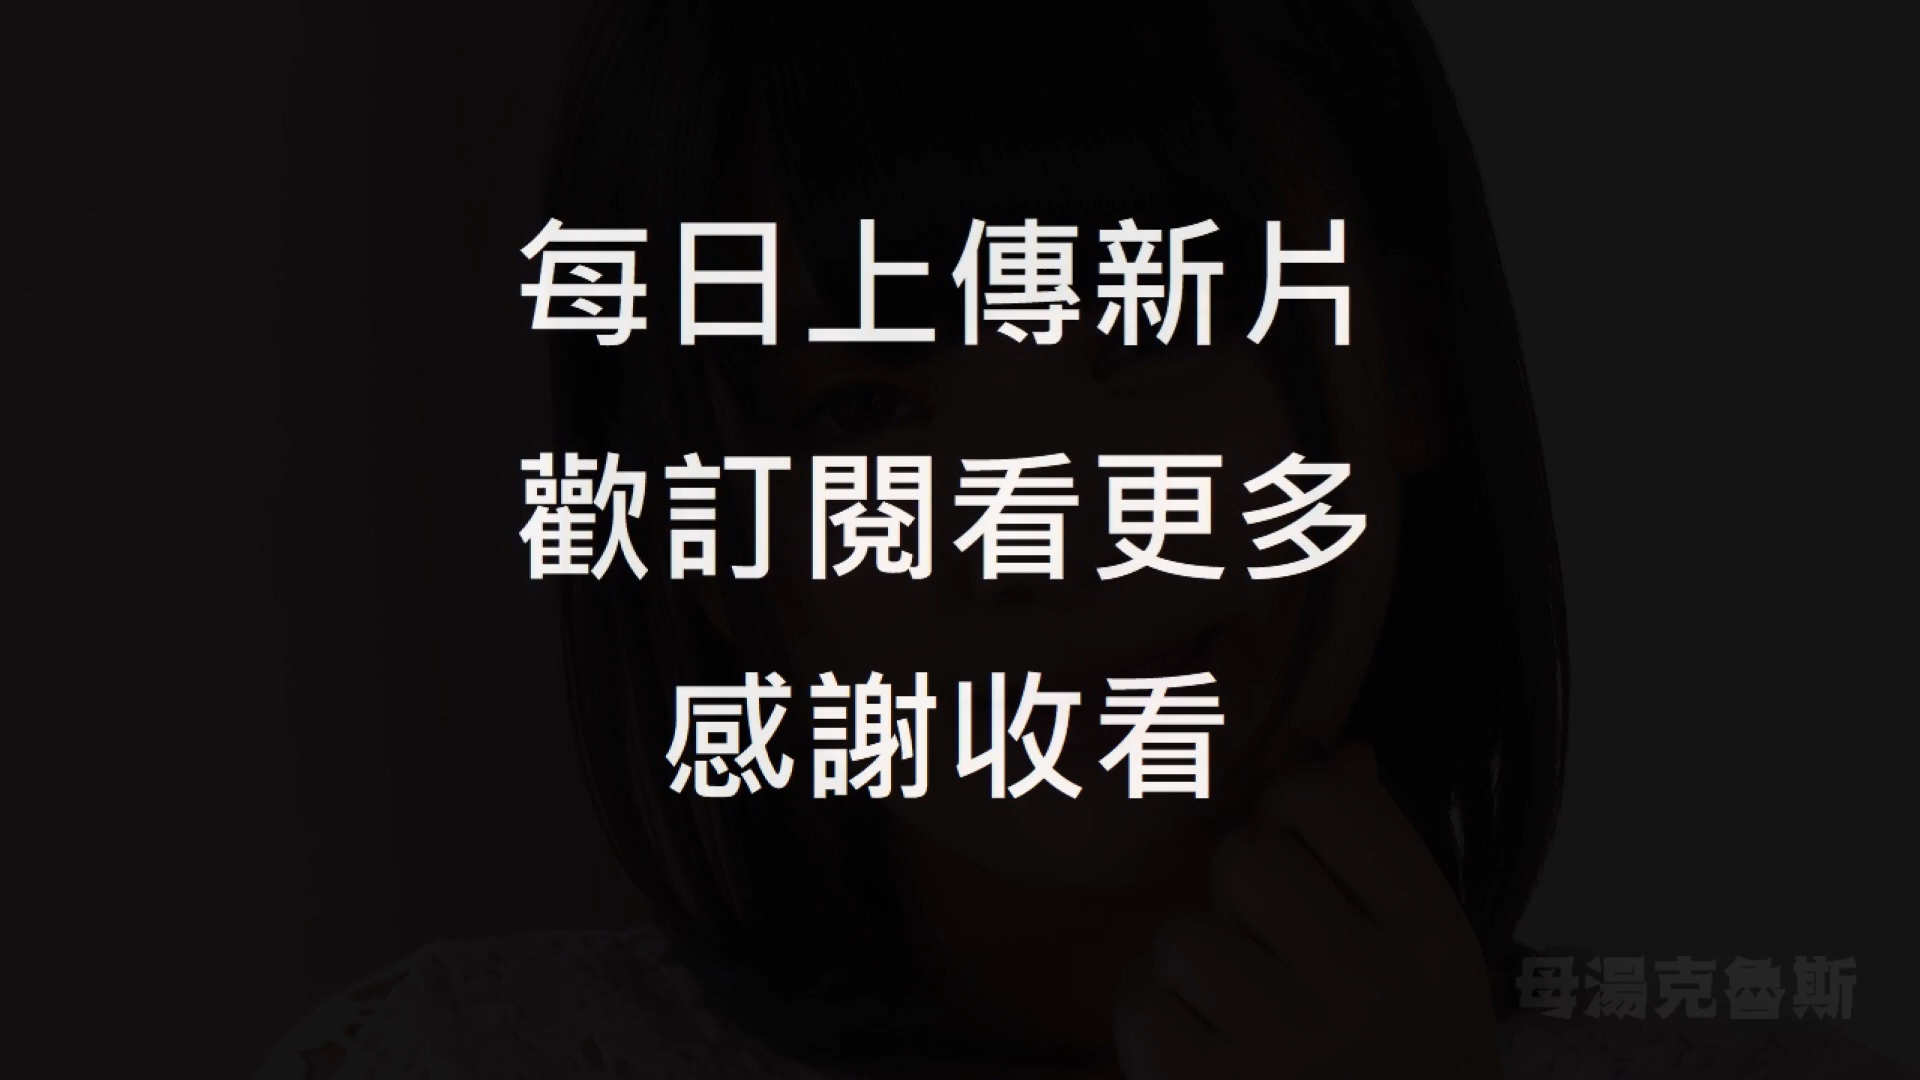 每日上傳新片
歡訂閱看更多
感謝收看
母湯克魯斯